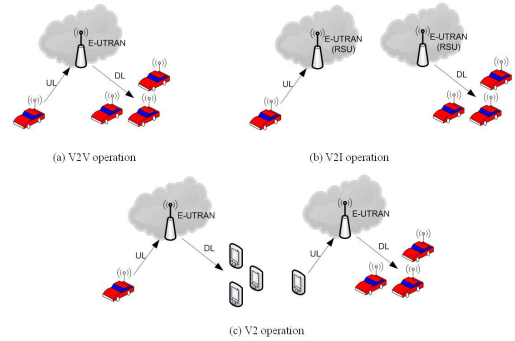 E-UTRAN
UL
DL
(a) V2V operation
E-UTRAN
(RSU)
UL
E-UTRAN
(RSU)
DL
(b) V2I operation
E-UTRAN
UL
DL
E-UTRAN
UL
DL
(c) V2 operation